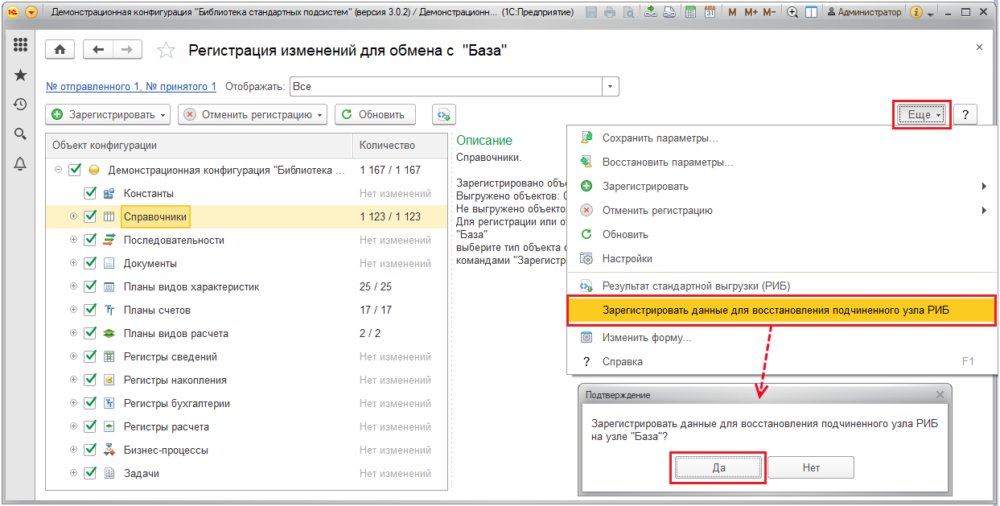 Демонстрационная конфигурация "Библиотека стандартных подсистем" (версия 3.0.2) / Демонстрационн... (1С:Предприятие)
M M+ M-
Администратор
Регистрация изменений для обмена с "База"
№ отправленного 1, № принятого 1 Отображать: Все
Зарегистрировать Отменить регистрацию Обновить Еще ?
Объект конфигурации Количество
Демонстрационная конфигурация "Библиотека ... 1 167 / 1 167
Константы Нет изменений
Справочники 1 123 / 1 123
Последовательности Нет изменений
Документы Нет изменений
Планы видов характеристик 25 / 25
Планы счетов 17 / 17
Планы видов расчета 2 / 2
Регистры сведений Нет изменений
Регистры накопления Нет изменений
Регистры бухгалтерии Нет изменений
Регистры расчета Нет изменений
Бизнес-процессы Нет изменений
Задачи Нет изменений
Описание
Справочники.
Зарегистрировано объ
Выгружено объектов: 0
Не выгружено объекто
Для регистрации или о
"База"
выберите тип объекта
командами "Зарегистр
Сохранить параметры...
Восстановить параметры...
Зарегистрировать
Отменить регистрацию
Обновить
Настройки
Результат стандартной выгрузки (РИБ)
Зарегистрировать данные для восстановления подчиненного узла РИБ
Изменить форму...
? Справка F1
Подтверждение
Зарегистрировать данные для восстановления подчиненного узла РИБ
на узле "База"?
Да Нет